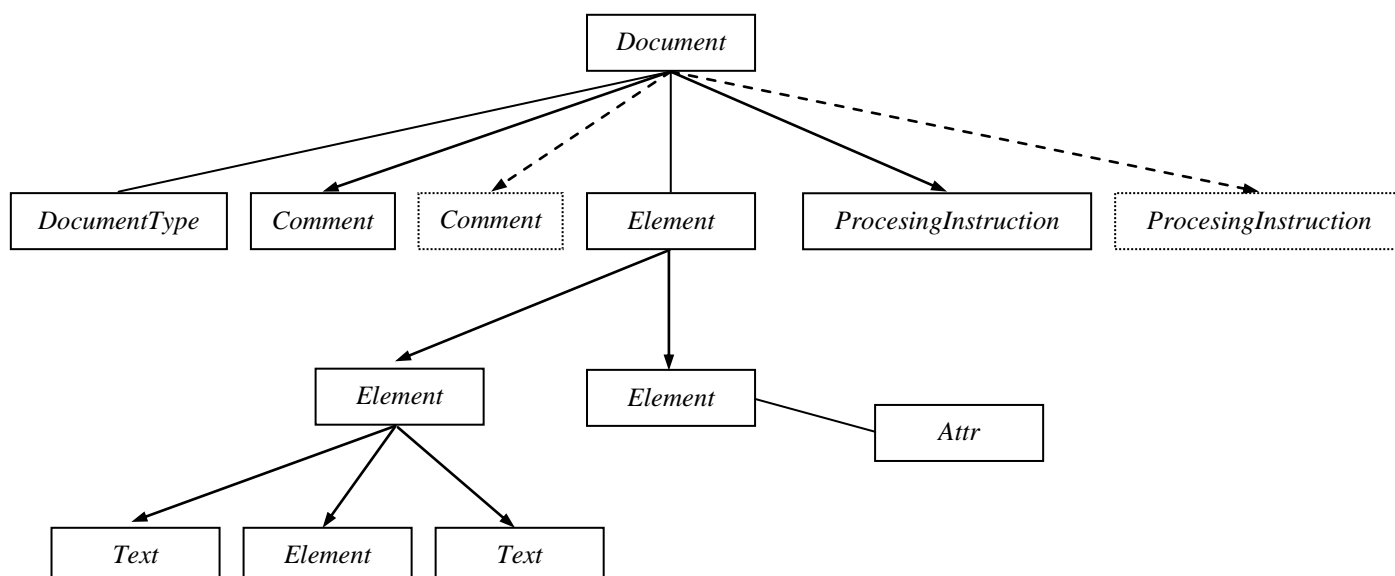 Document
DocumentType
Comment
Comment
Element
ProcesingInstruction
ProcesingInstruction
Element
Element
Attr
Text
Element
Text